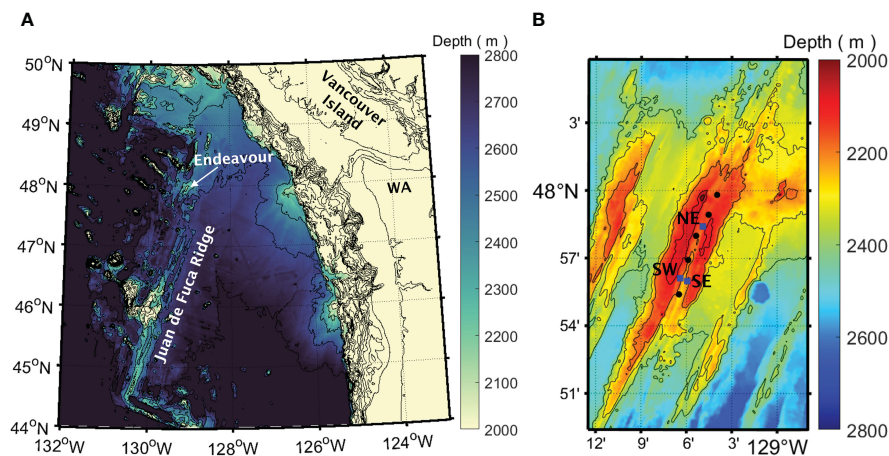 A
Depth ( m )
50°N
49°N
48°N
47°N
46°N
45°N
44°N
132°W
130°W
128°W
126°W
124°W
Vancouver
Island
Endeavour
WA
Juan de Fuca Ridge
2800
2700
2600
2500
2400
2300
2200
2100
2000
B
Depth ( m )
3'
48°N
57'
54'
51'
12'
9'
6'
3'
129°W
NE
SW
SE
2000
2200
2400
2600
2800